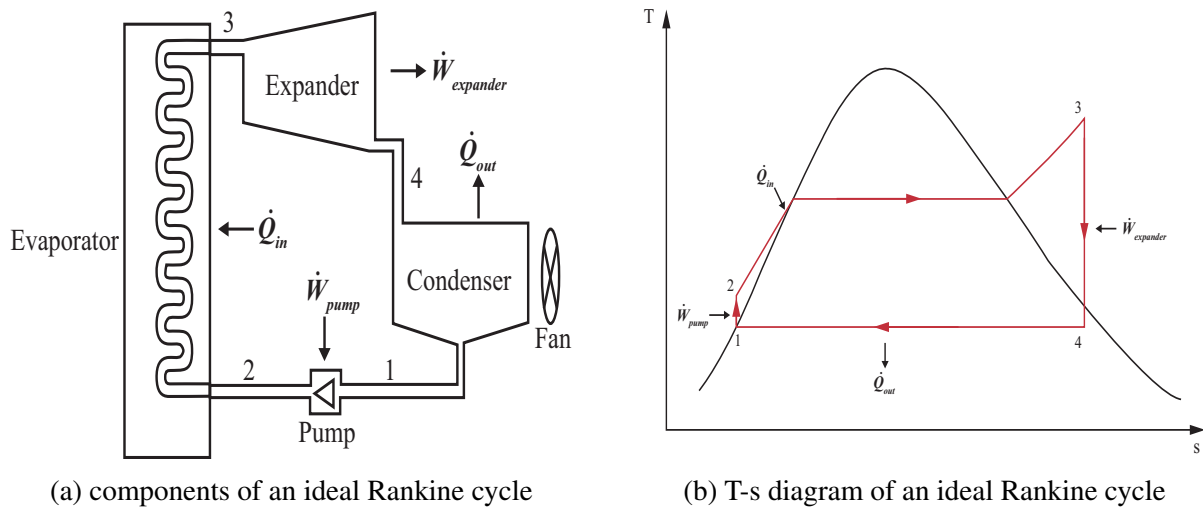 3
Expander
Ẇexpander
Q̇out
4
Evaporator
Q̇in
Condenser
Ẇpump
Fan
2
1
Pump
(a) components of an ideal Rankine cycle
T
3
Q̇in
Ẇexpander
2
Ẇpump
1
4
Q̇out
s
(b) T-s diagram of an ideal Rankine cycle